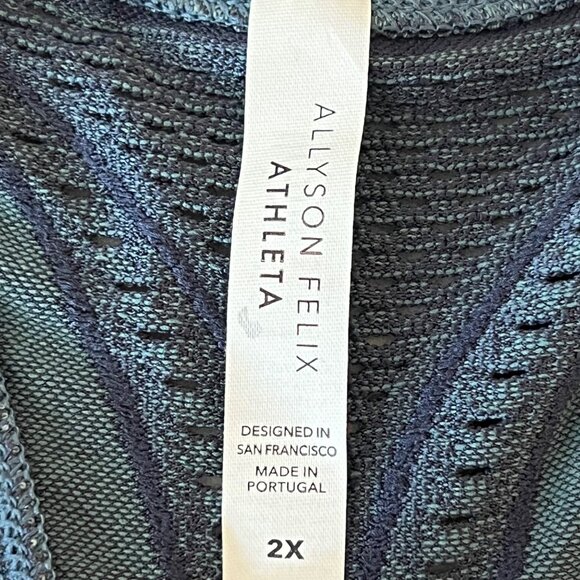 ALLYSON FELIX
ATHLETA
DESIGNED IN
SAN FRANCISCO
MADE IN
PORTUGAL
2X